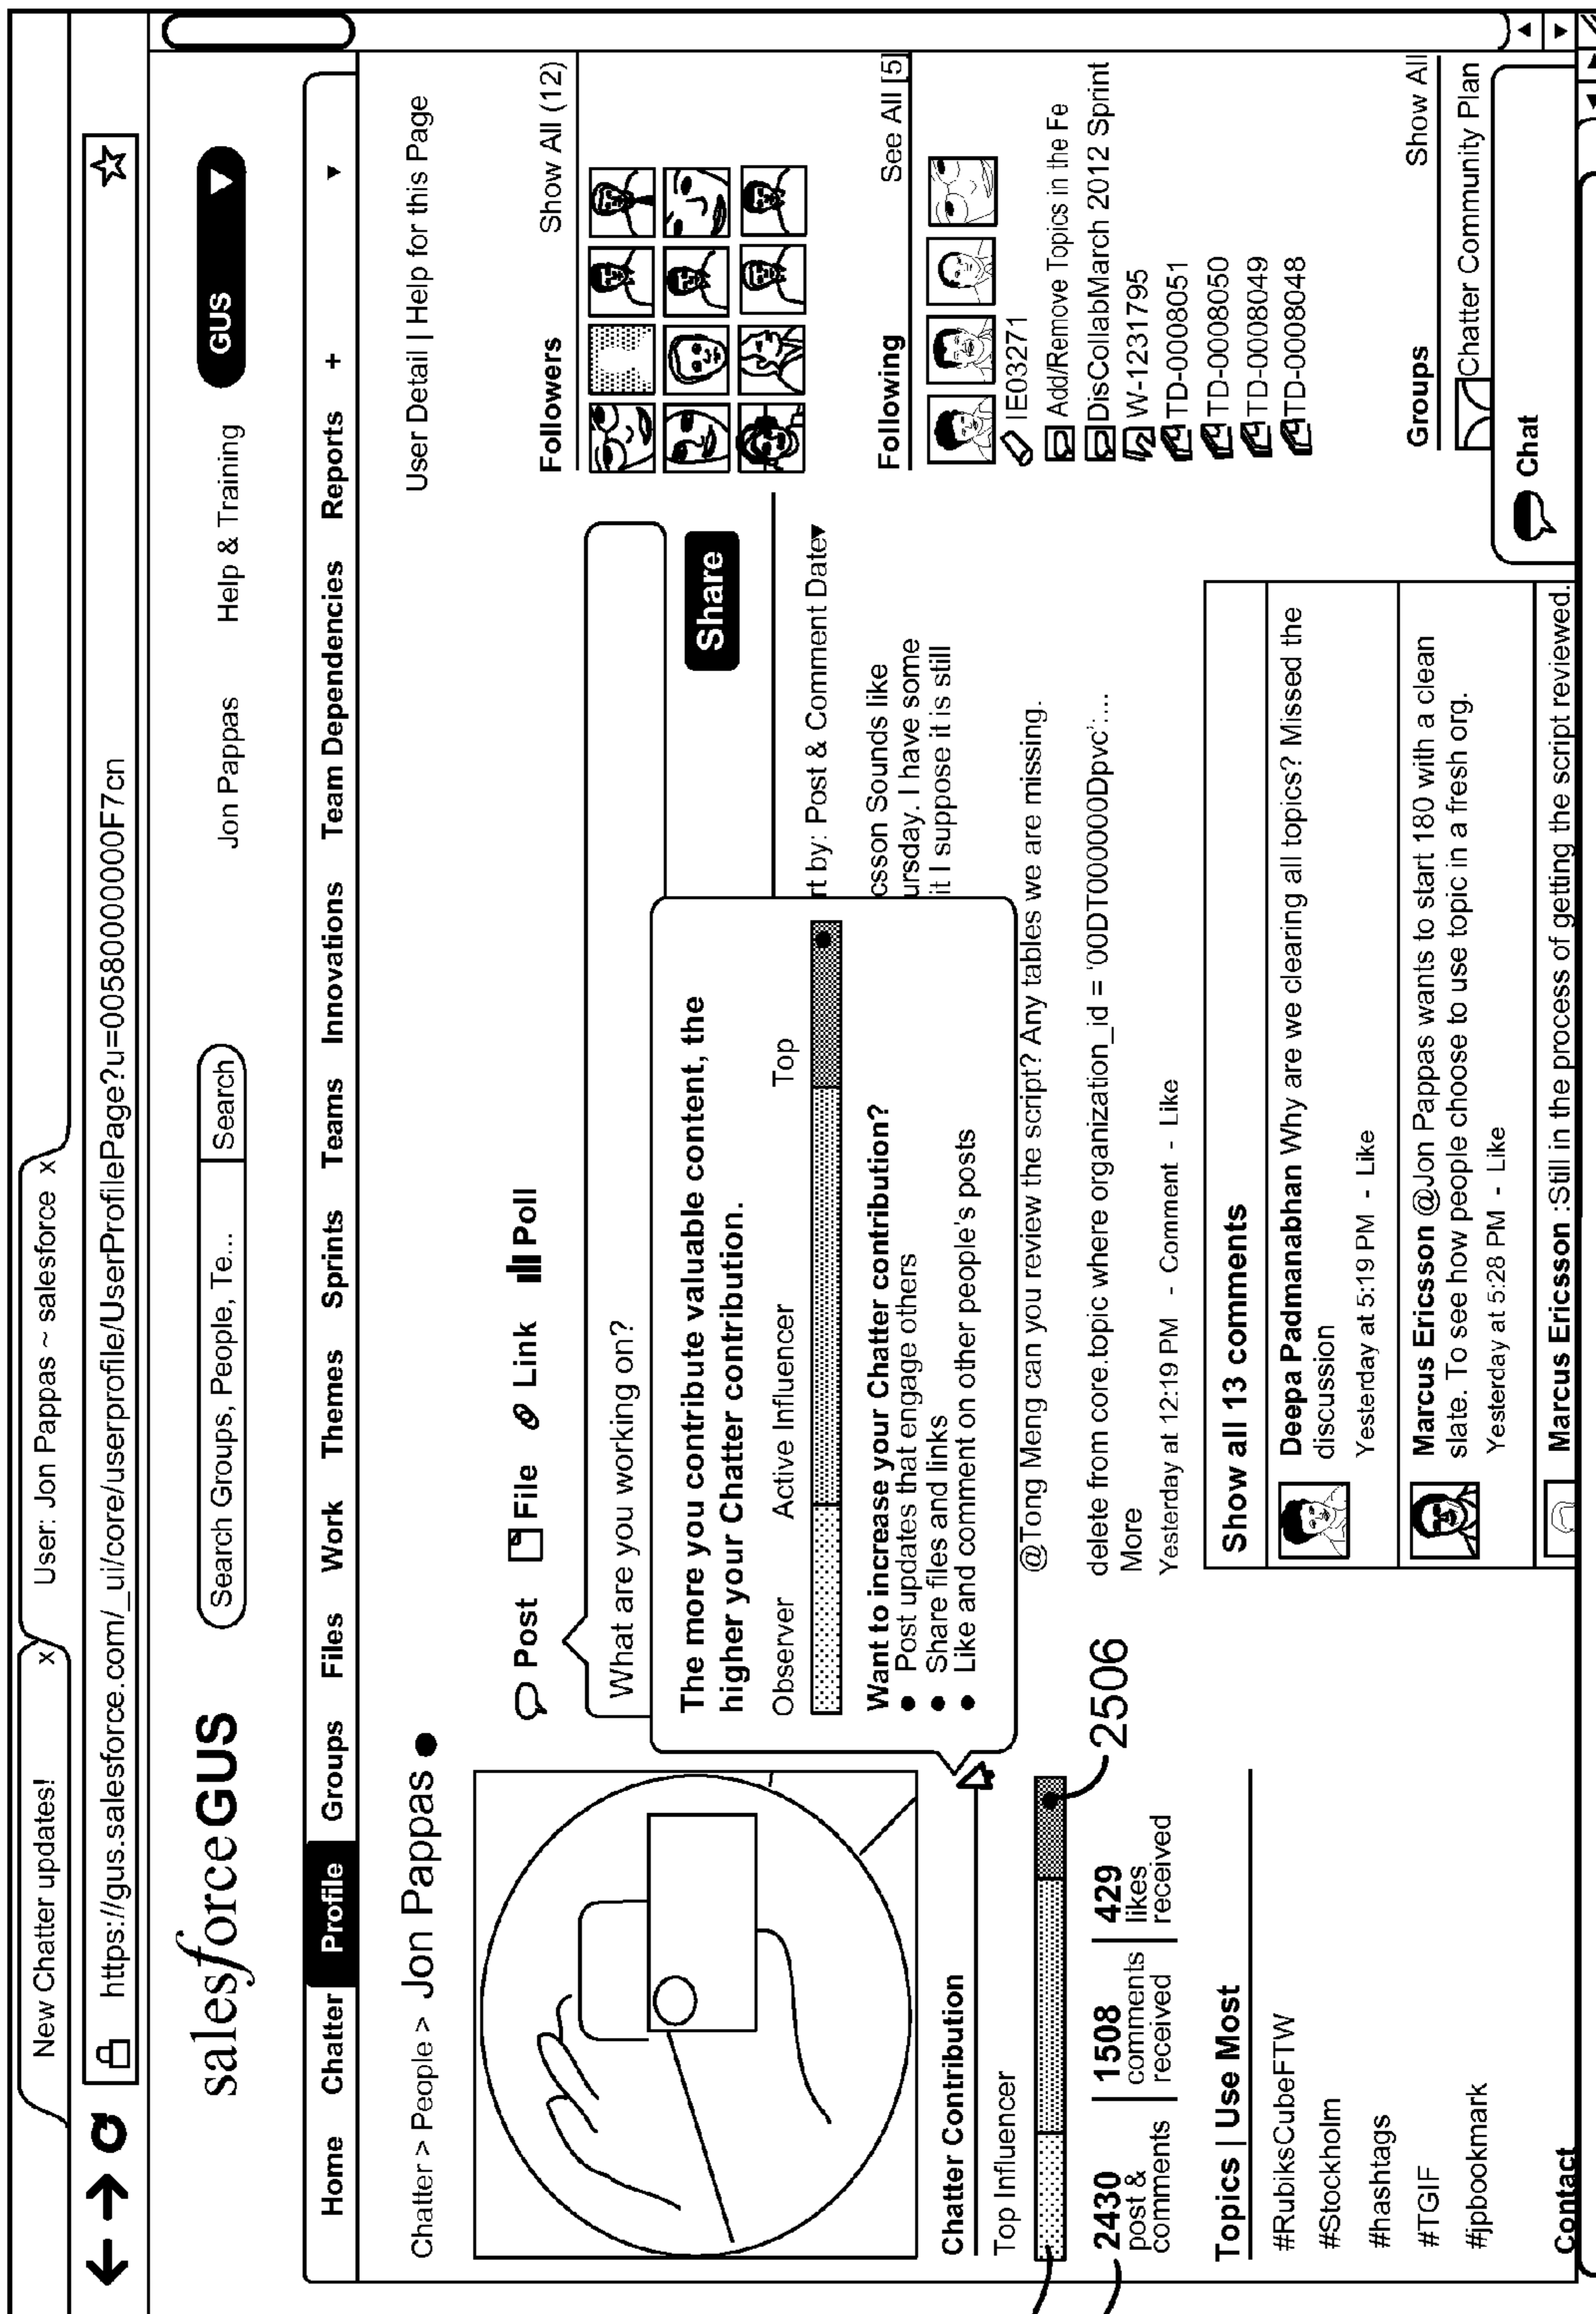 New Chatter updates! x
User: Jon Pappas ~ salesforce x
https://gus.salesforce.com/_ui/core/userprofile/UserProfilePage?u=00580000000F7cn
salesforceGUS
Search Groups, People, Te... Search
Jon Pappas
Help & Training
GUS
Home Chatter Profile Groups Files Work Themes Sprints Teams Innovations Team Dependencies Reports +
Chatter > People > Jon Pappas
User Detail | Help for this Page
Post File Link Poll
What are you working on?
Share
The more you contribute valuable content, the
higher your Chatter contribution.
Observer Active Influencer Top
Want to increase your Chatter contribution?
• Post updates that engage others
• Share files and links
• Like and comment on other people's posts
rt by: Post & Comment Date
csson Sounds like
ursday. I have some
it I suppose it is still
@Tong Meng can you review the script? Any tables we are missing.
delete from core.topic where organization_id = '00DT000000Dpvc':...
More
Yesterday at 12:19 PM - Comment - Like
Show all 13 comments
Deepa Padmanabhan Why are we clearing all topics? Missed the
discussion
Yesterday at 5:19 PM - Like
Marcus Ericsson @Jon Pappas wants to start 180 with a clean
slate. To see how people choose to use topic in a fresh org.
Yesterday at 5:28 PM - Like
Marcus Ericsson :Still in the process of getting the script reviewed.
Chatter Contribution
Top Influencer
2506
2430 post & comments
1508 comments received
429 likes received
Topics | Use Most
#RubiksCubeFTW
#Stockholm
#hashtags
#TGIF
#jpbookmark
Contact
Followers Show All (12)
Following See All [5]
IE03271
Add/Remove Topics in the Fe
DisCollabMarch 2012 Sprint
W-1231795
TD-0008051
TD-0008050
TD-0008049
TD-0008048
Groups Show All
Chatter Community Plan
Chat